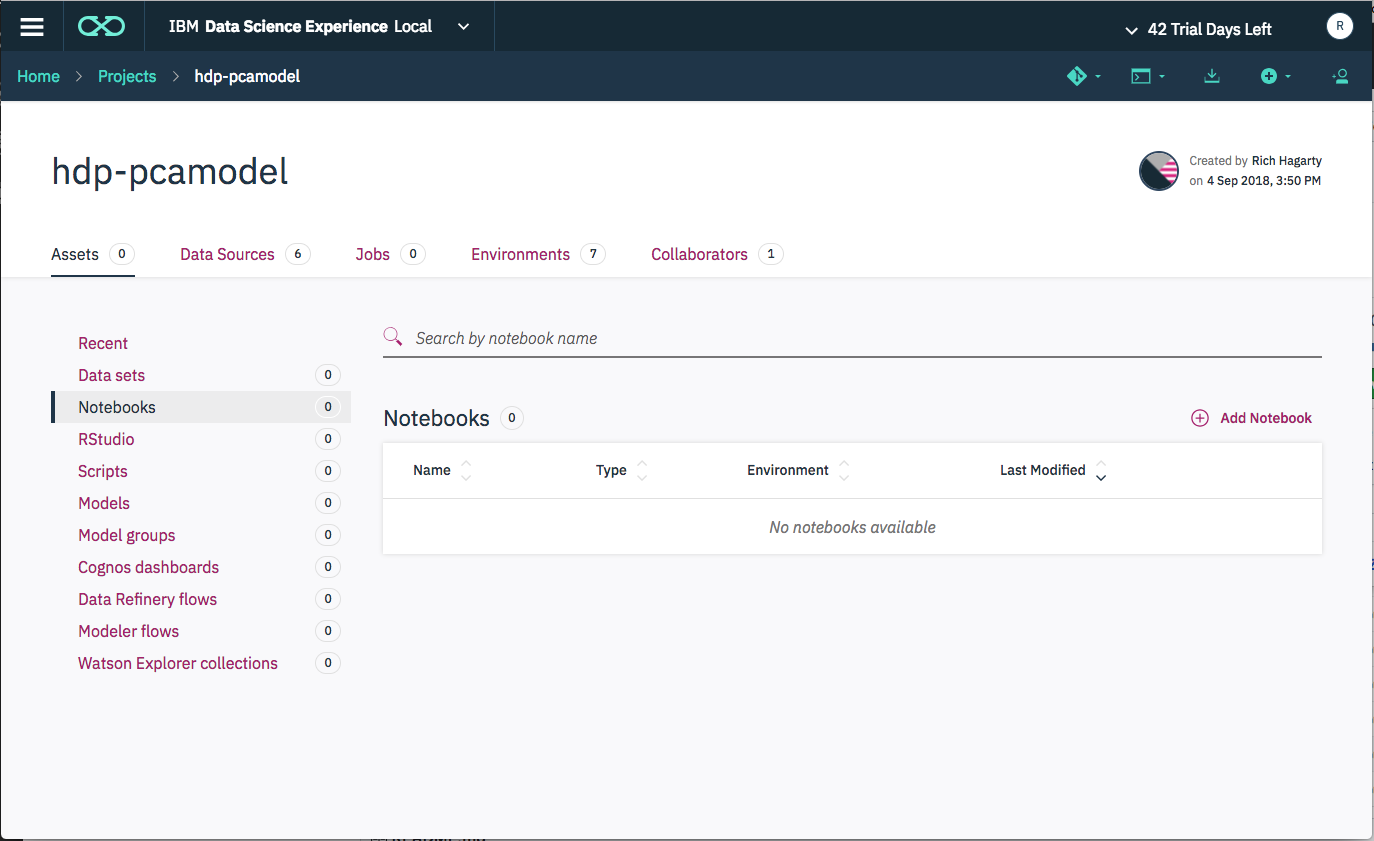 IBM Data Science Experience Local
42 Trial Days Left
R
Home > Projects > hdp-pcamodel
hdp-pcamodel
Created by Rich Hagarty
on 4 Sep 2018, 3:50 PM
Assets 0 Data Sources 6 Jobs 0 Environments 7 Collaborators 1
Recent
Data sets 0
Notebooks 0
RStudio 0
Scripts 0
Models 0
Model groups 0
Cognos dashboards 0
Data Refinery flows 0
Modeler flows 0
Watson Explorer collections 0
Search by notebook name
Notebooks 0
Add Notebook
Name Type Environment Last Modified
No notebooks available